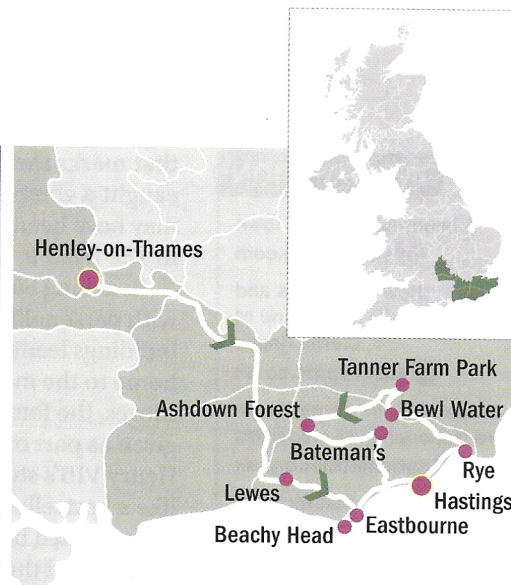 Henley-on-Thames
Tanner Farm Park
Ashdown Forest
Bewl Water
Bateman's
Rye
Lewes
Hastings
Eastbourne
Beachy Head